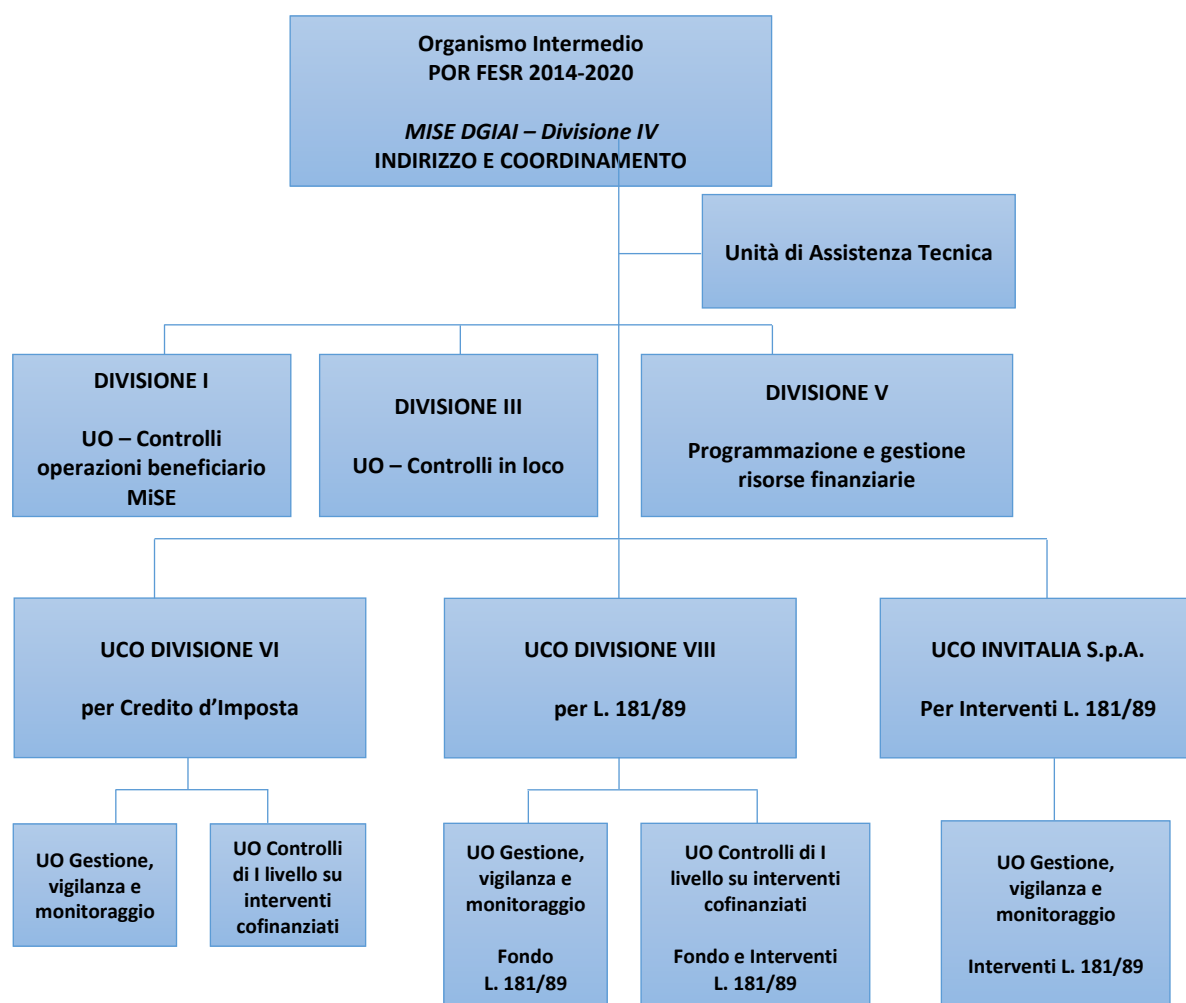 Organismo Intermedio
POR FESR 2014-2020
MISE DGIAI – Divisione IV
INDIRIZZO E COORDINAMENTO
Unità di Assistenza Tecnica
DIVISIONE I
UO – Controlli
operazioni beneficiario
MiSE
DIVISIONE III
UO – Controlli in loco
DIVISIONE V
Programmazione e gestione
risorse finanziarie
UCO DIVISIONE VI
per Credito d’Imposta
UCO DIVISIONE VIII
per L. 181/89
UCO INVITALIA S.p.A.
Per Interventi L. 181/89
UO Gestione,
vigilanza e
monitoraggio
UO Controlli
di I livello su
interventi
cofinanziati
UO Gestione,
vigilanza e
monitoraggio
Fondo
L. 181/89
UO Controlli di I
livello su interventi
cofinanziati
Fondo e Interventi
L. 181/89
UO Gestione,
vigilanza e
monitoraggio
Interventi L. 181/89